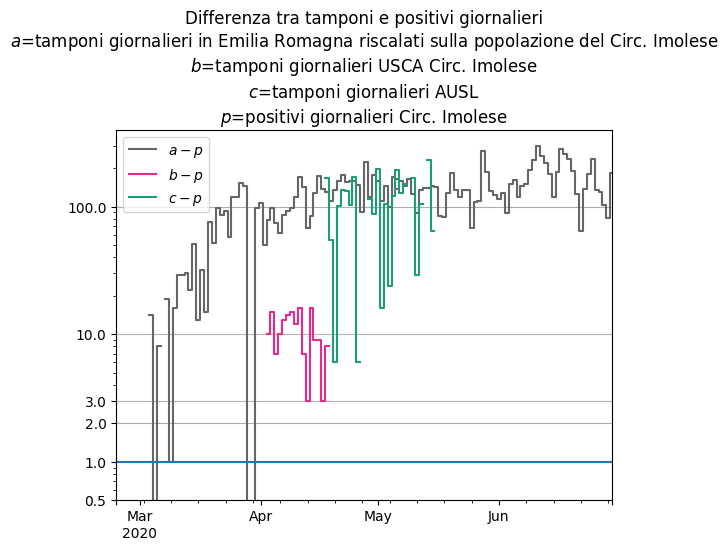 Differenza tra tamponi e positivi giornalieri
a=tamponi giornalieri in Emilia Romagna riscalati sulla popolazione del Circ. Imolese
b=tamponi giornalieri USCA Circ. Imolese
c=tamponi giornalieri AUSL
p=positivi giornalieri Circ. Imolese
a − p
b − p
c − p
100.0
10.0
3.0
2.0
1.0
0.5
Mar
2020
Apr
May
Jun